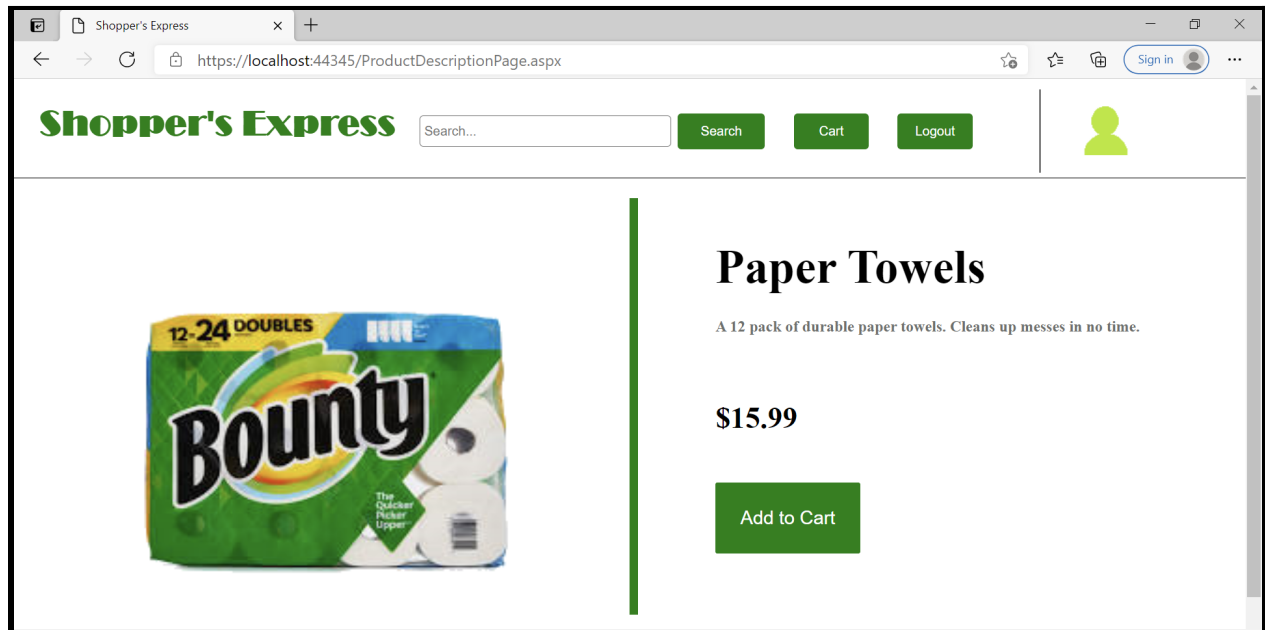 Shopper's Express
https://localhost:44345/ProductDescriptionPage.aspx
Sign in
Shopper's Express
Search...
Search
Cart
Logout
Paper Towels
A 12 pack of durable paper towels. Cleans up messes in no time.
$15.99
Add to Cart
12=24 DOUBLES
Bounty
The
Quicker
Picker
Upper